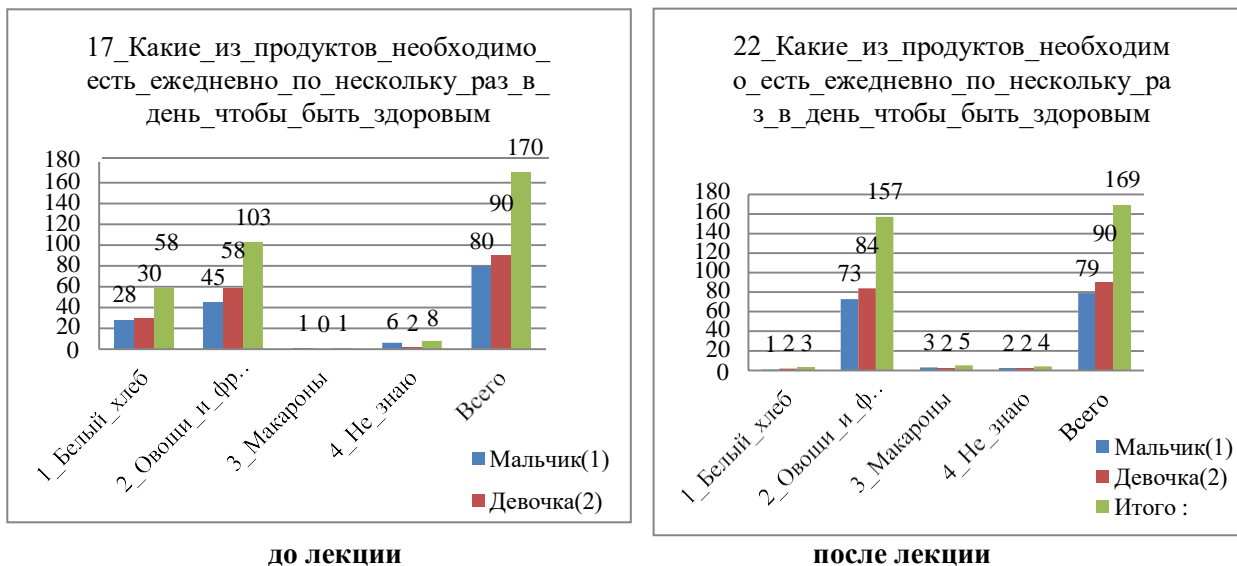 17_Какие_из_продуктов_необходимо_
есть_ежедневно_по_нескольку_раз_в_
день_чтобы_быть_здоровым
180
160
140
120
100
80
60
40
20
0
28
30
58
45
58
103
1 0 1
6 2 8
80
90
170
1_Белый_хлеб
2_Овощи_и_фр..
3_Макароны
4_Не_знаю
Всего
Мальчик(1)
Девочка(2)
до лекции
22_Какие_из_продуктов_необходим
о_есть_ежедневно_по_нескольку_ра
з_в_день_чтобы_быть_здоровым
180
160
140
120
100
80
60
40
20
0
1 2 3
73
84
157
3 2 5
2 2 4
79
90
169
1_Белый_хлеб
2_Овощи_и_ф..
3_Макароны
4_Не_знаю
Всего
Мальчик(1)
Девочка(2)
Итого :
после лекции